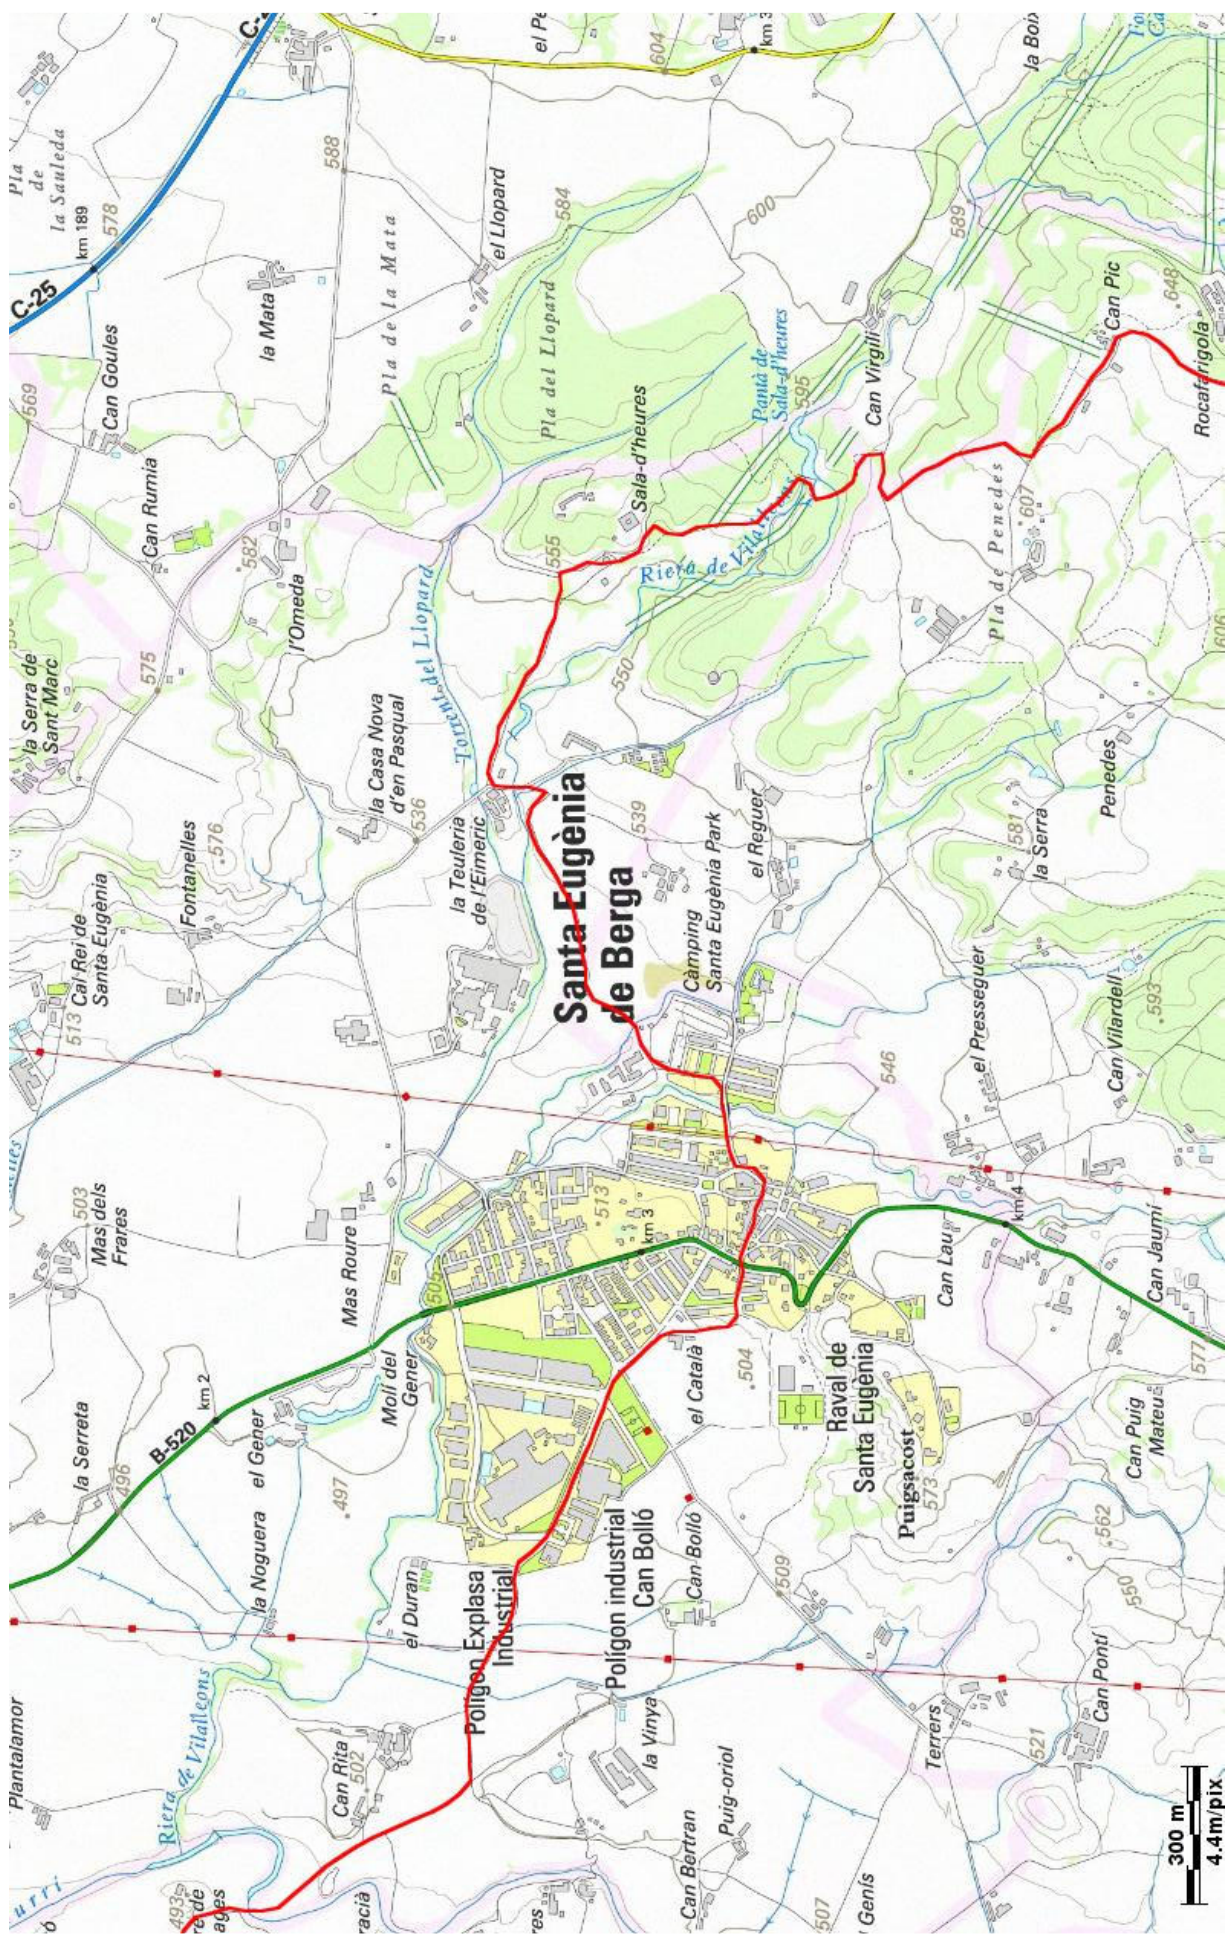 Plantalamor
urri
Riera de Vilalleons
493
re de
ages
Can Rita
502
racià
la Serreta
496
B-520
km 2
el Gener
la Noguera
497
el Duran
Mas dels
Frares
503
Mas Roure
Molí del
Gener
505
Cal Rei de
Santa Eugènia
513
Fontanelles
576
la Serra de
Sant Marc
575
la Casa Nova
d'en Pasqual
536
l'Omeda
582
Can Rumia
Can Goules
569
C-25
km 189
578
Pla
de
la Sauleda
la Mata
588
Pla de la Mata
el Llopard
584
Pla del Llopard
Torrent del Llopard
la Teuleria
de l'Eimeric
555
Sala-d'heures
Riera de Vilalleons
550
604
km 3
600
Pantà de
Sala-d'heures
595
Can Virgili
589
Santa Eugènia
de Berga
539
Càmping
Santa Eugènia Park
el Reguer
513
km 3
Polígon Explasa
Industrial
Polígon industrial
Can Bolló
Can Bolló
el Català
504
la Vinya
Can Bertran
Puig-oriol
507
509
Raval de
Santa Eugènia
Puigsacost
573
546
Can Lau
km 4
el Presseguer
la Serra
581
Penedes
Pla de Penedes
607
Can Pic
648
Rocafarigola
606
Can Vilardell
593
Can Jaumí
577
Can Puig
Mateu
562
550
Can Pontí
521
Terrers
Genís
300 m
4.4m/pix